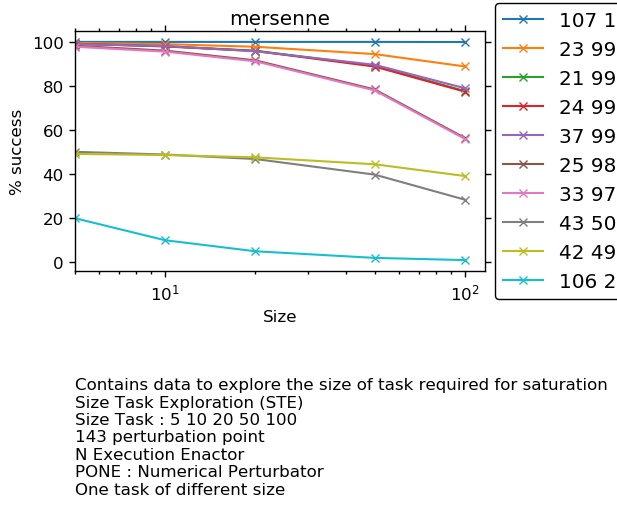 mersenne
% success
100
80
60
40
20
0
10¹
10²
Size
107 1
23 99
21 99
24 99
37 99
25 98
33 97
43 50
42 49
106 2
Contains data to explore the size of task required for saturation
Size Task Exploration (STE)
Size Task : 5 10 20 50 100
143 perturbation point
N Execution Enactor
PONE : Numerical Perturbator
One task of different size